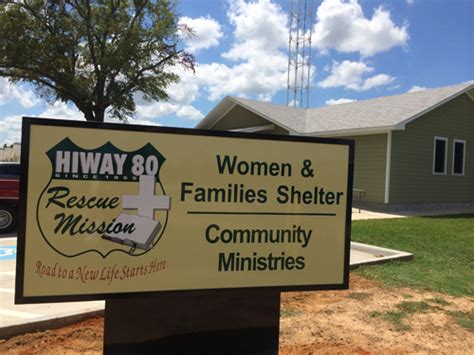 HIWAY 80
SINCE 1955
Rescue
Mission
Road to a New Life Starts Here
Women &
Families Shelter
Community
Ministries